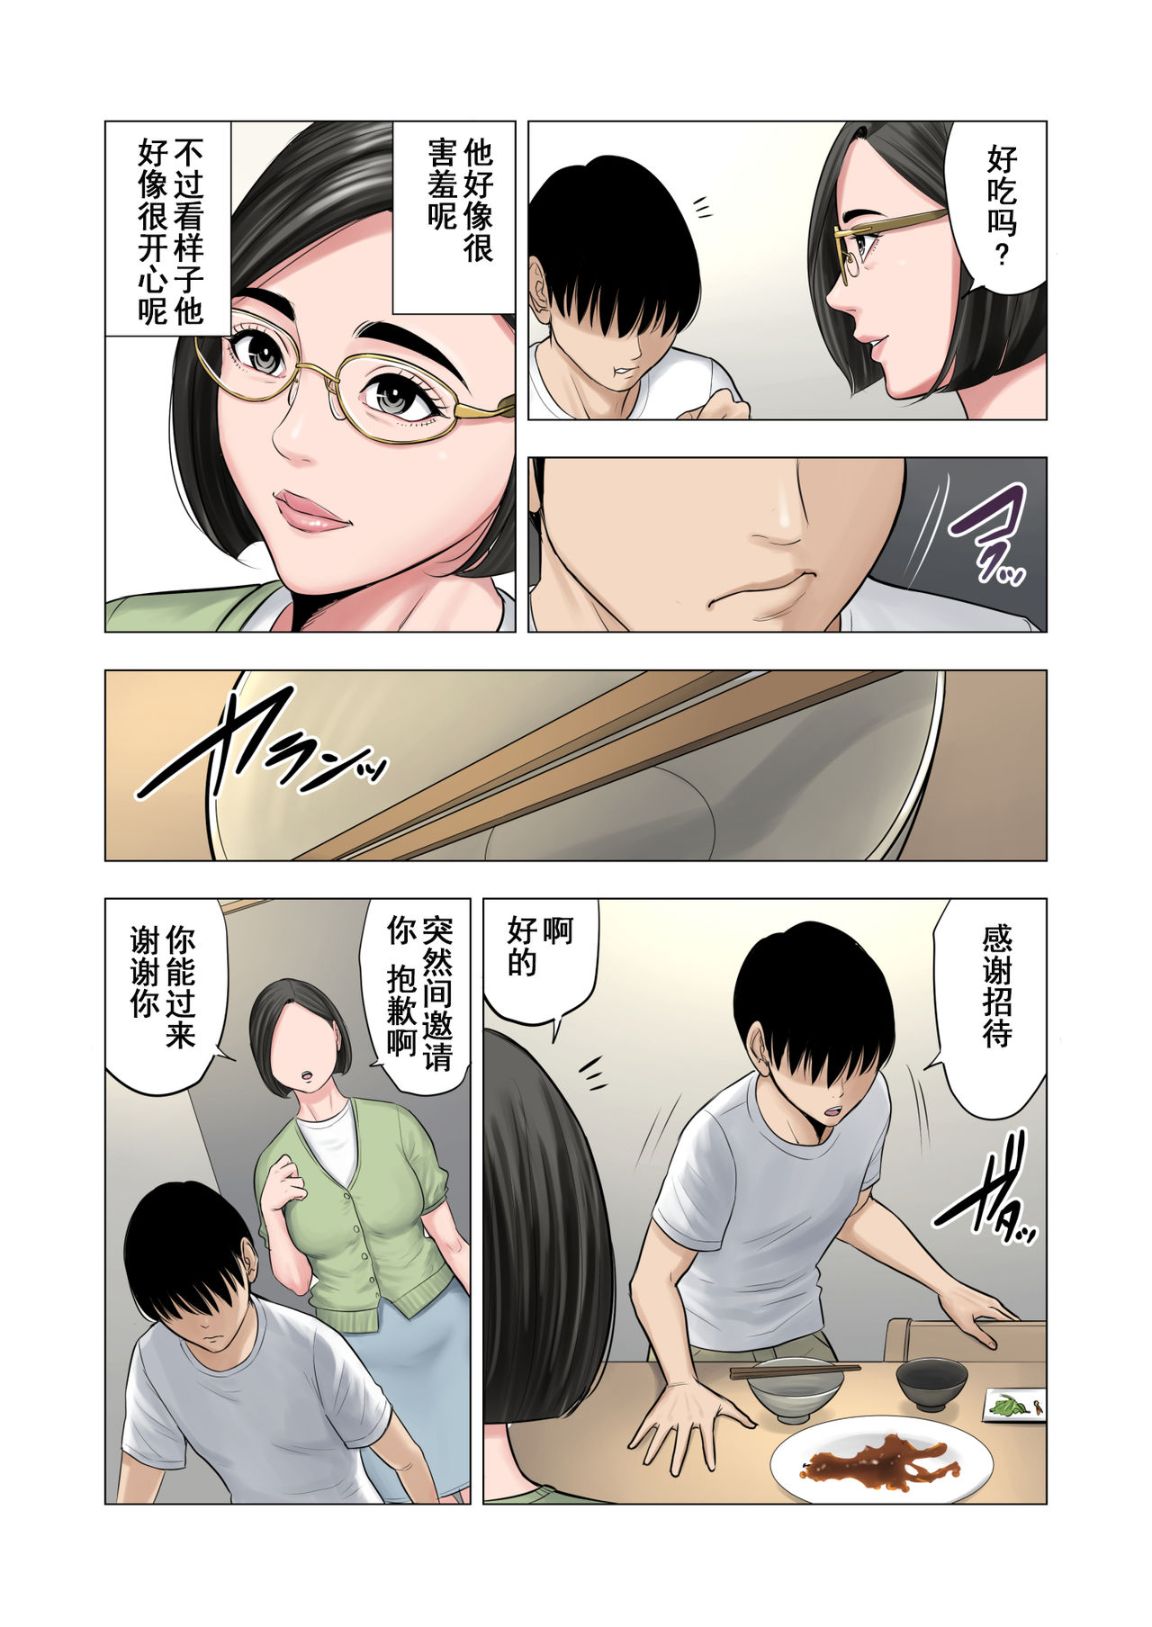 好吃吗？
他好像很
害羞呢
不过看样子他
好像很开心呢
コクッ
カランッ
感谢招待
ガタッ
啊
好的
突然间邀请
你 抱歉啊
你能过来
谢谢你